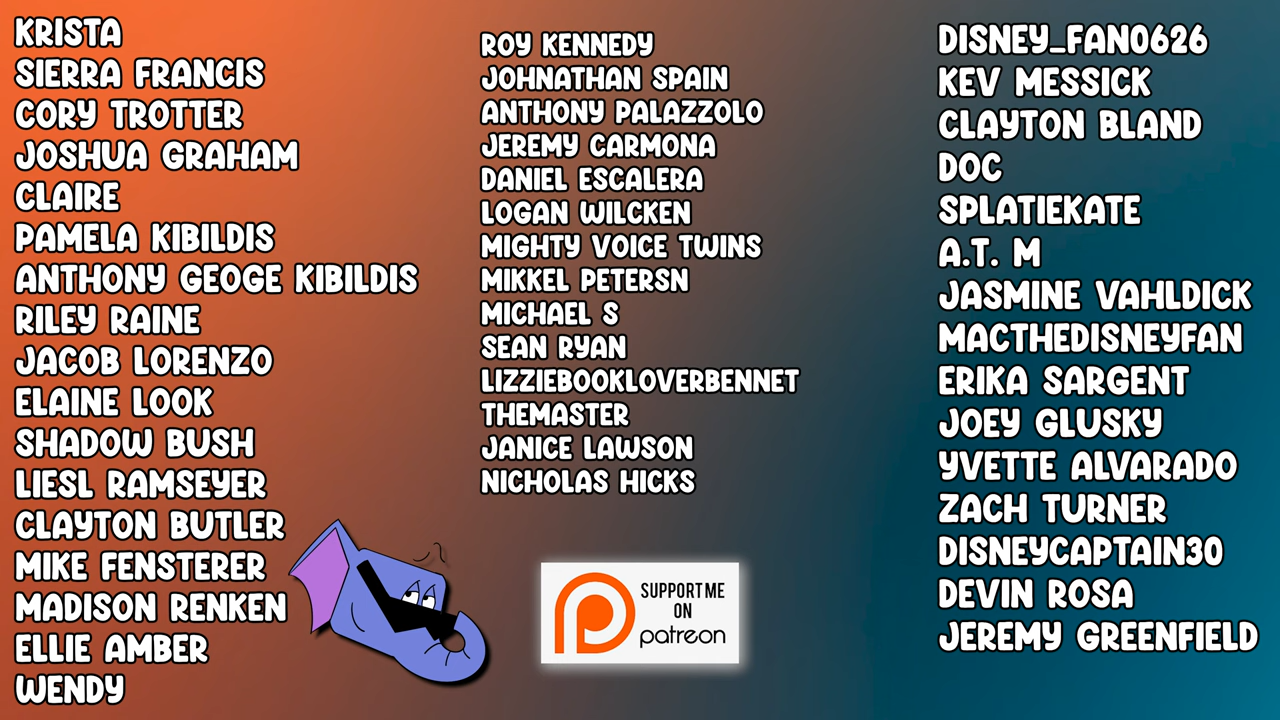 KRISTA
SIERRA FRANCIS
CORY TROTTER
JOSHUA GRAHAM
CLAIRE
PAMELA KIBILDIS
ANTHONY GEOGE KIBILDIS
RILEY RAINE
JACOB LORENZO
ELAINE LOOK
SHADOW BUSH
LIESL RAMSEYER
CLAYTON BUTLER
MIKE FENSTERER
MADISON RENKEN
ELLIE AMBER
WENDY
ROY KENNEDY
JOHNATHAN SPAIN
ANTHONY PALAZZOLO
JEREMY CARMONA
DANIEL ESCALERA
LOGAN WILCKEN
MIGHTY VOICE TWINS
MIKKEL PETERSN
MICHAEL S
SEAN RYAN
LIZZIEBOOKLOVERBENNET
THEMASTER
JANICE LAWSON
NICHOLAS HICKS
SUPPORT ME
ON
patreon
DISNEY_FAN0626
KEV MESSICK
CLAYTON BLAND
DOC
SPLATIEKATE
A.T. M
JASMINE VAHLDICK
MACTHEDISNEYFAN
ERIKA SARGENT
JOEY GLUSKY
YVETTE ALVARADO
ZACH TURNER
DISNEYCAPTAIN30
DEVIN ROSA
JEREMY GREENFIELD